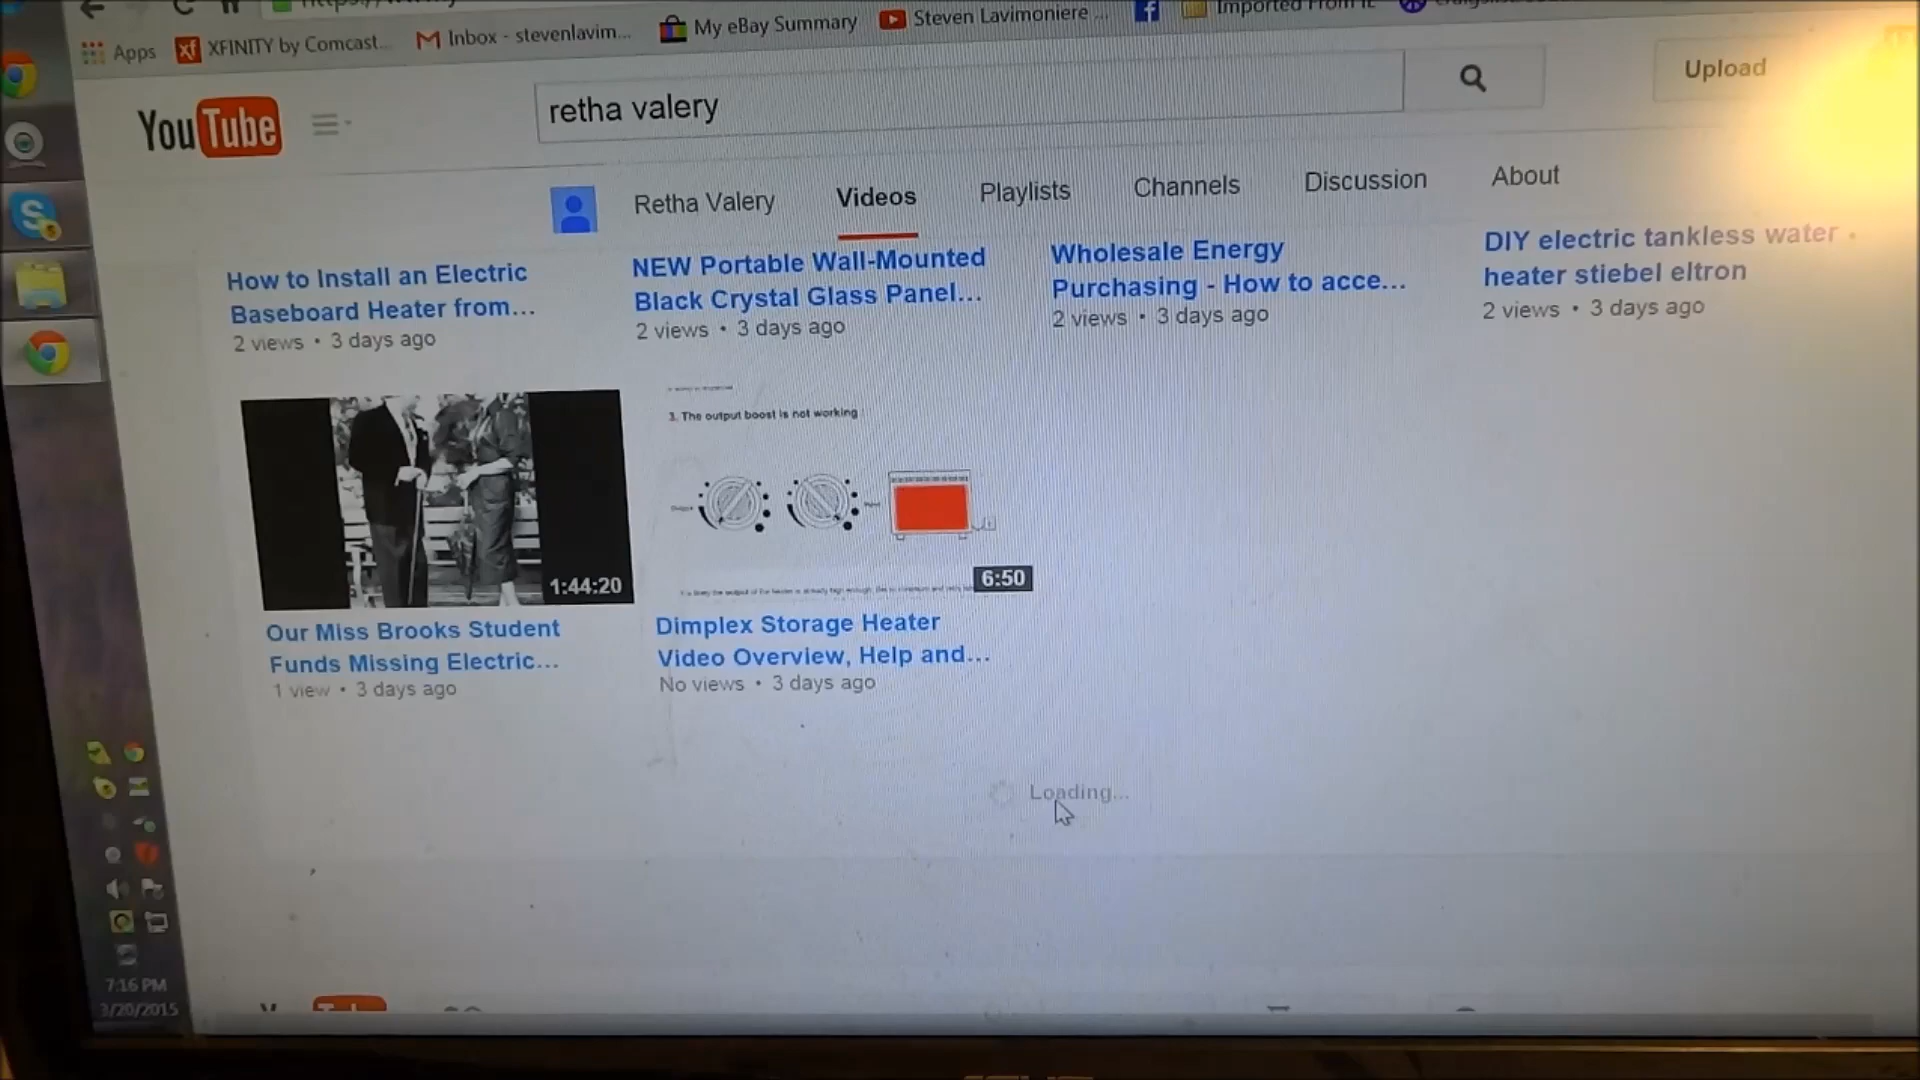 Apps XFINITY by Comcast... Inbox - stevenlavim... My eBay Summary Steven Lavimoniere ... Imported From IE
YouTube retha valery Upload
Retha Valery Videos Playlists Channels Discussion About
How to Install an Electric
Baseboard Heater from...
2 views • 3 days ago
NEW Portable Wall-Mounted
Black Crystal Glass Panel...
2 views • 3 days ago
Wholesale Energy
Purchasing - How to acce...
2 views • 3 days ago
DIY electric tankless water
heater stiebel eltron
2 views • 3 days ago
3. The output boost is not working
1:44:20
6:50
Our Miss Brooks Student
Funds Missing Electric...
1 view • 3 days ago
Dimplex Storage Heater
Video Overview, Help and...
No views • 3 days ago
Loading...
7:16 PM
3/20/2015